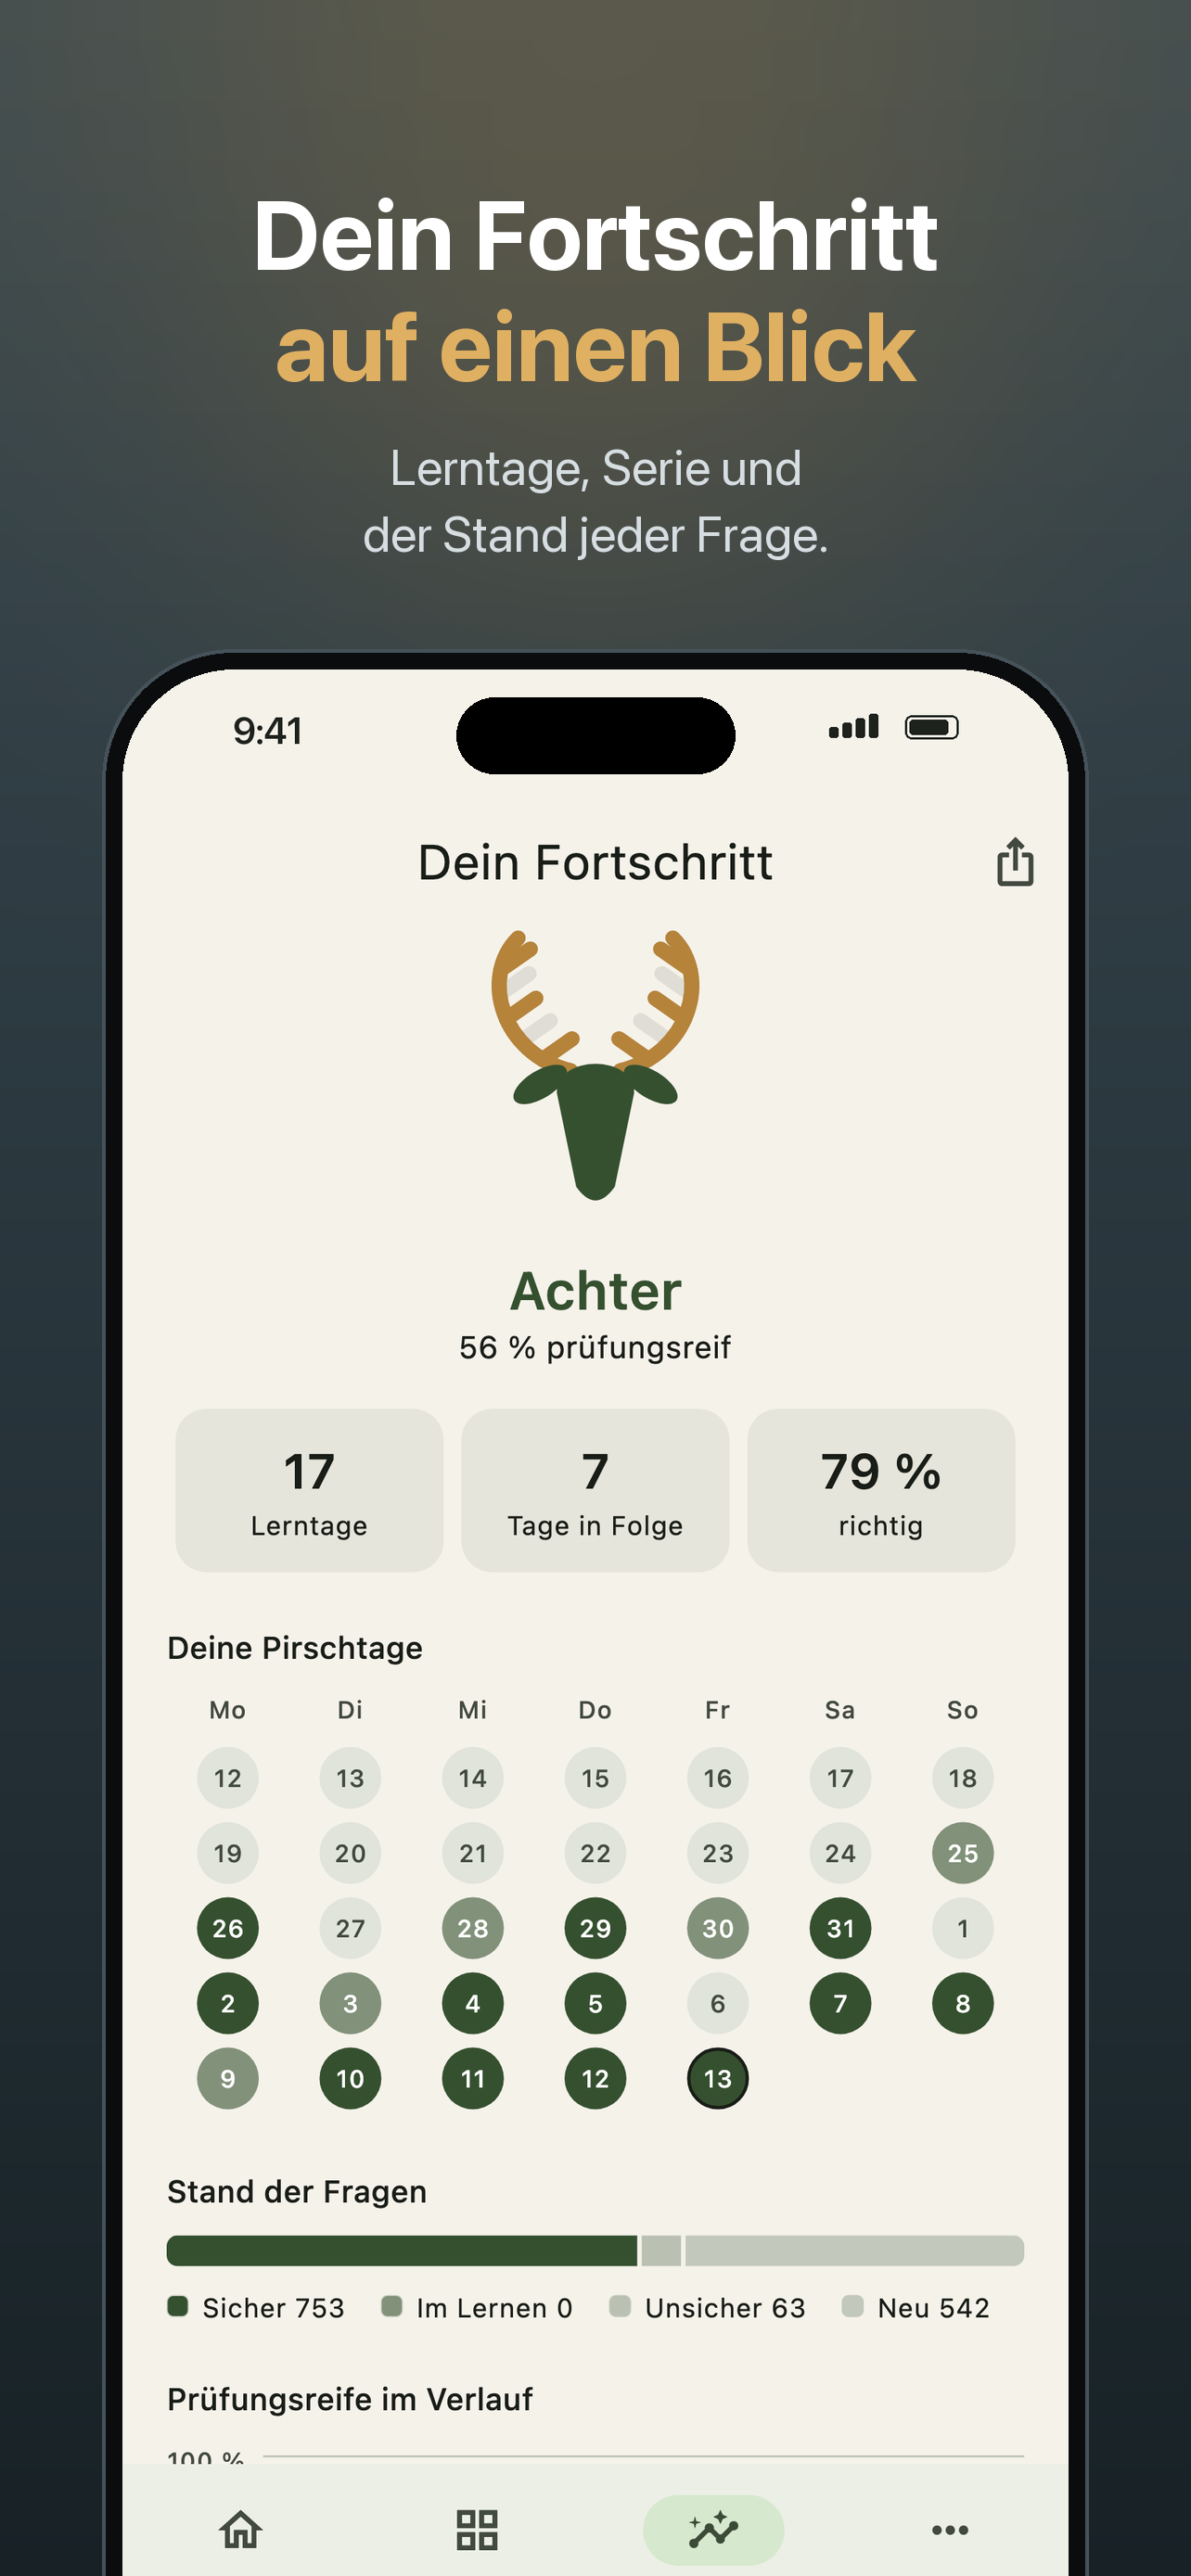 Dein Fortschritt
auf einen Blick
Lerntage, Serie und
der Stand jeder Frage.
9:41
Dein Fortschritt
Achter
56 % prüfungsreif
17 7 79 %
Lerntage Tage in Folge richtig
Deine Pirschtage
Mo Di Mi Do Fr Sa So
12 13 14 15 16 17 18
19 20 21 22 23 24 25
26 27 28 29 30 31 1
2 3 4 5 6 7 8
9 10 11 12 13
Stand der Fragen
Sicher 753 Im Lernen 0 Unsicher 63 Neu 542
Prüfungsreife im Verlauf
100 %